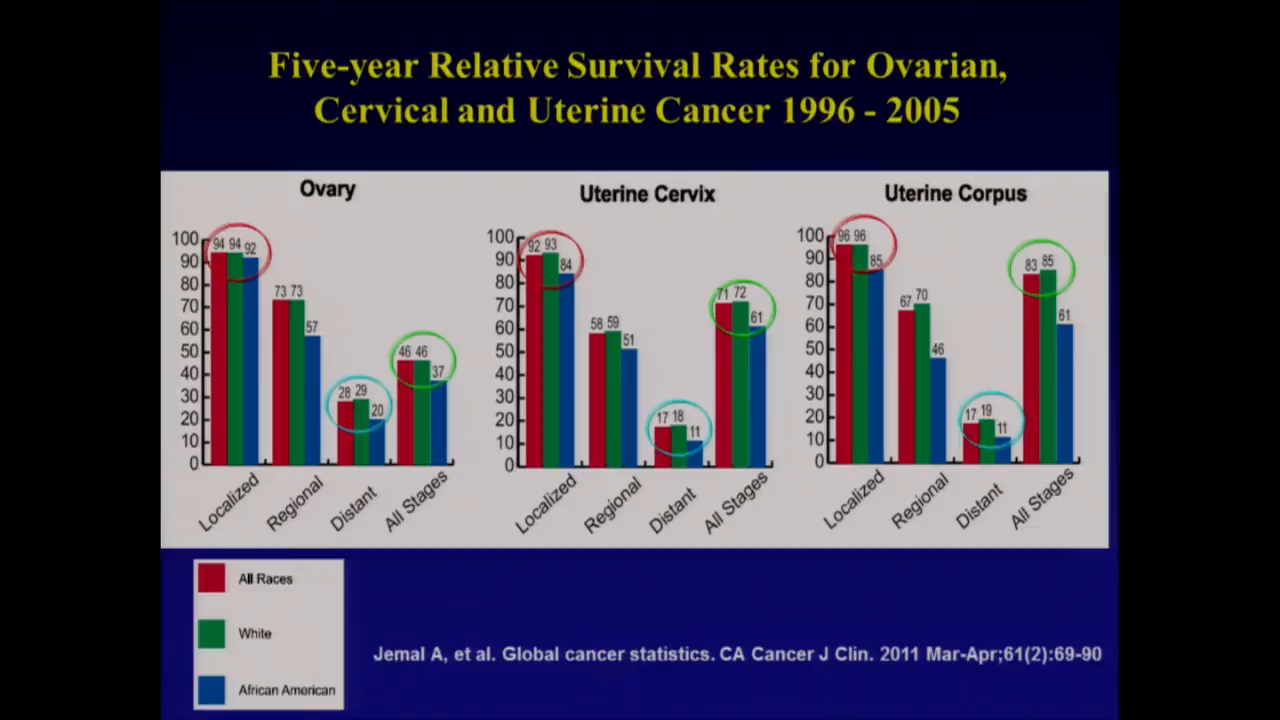 Five-year Relative Survival Rates for Ovarian,
Cervical and Uterine Cancer 1996 - 2005
Ovary
100
90
80
70
60
50
40
30
20
10
0
94 94 92
73 73 57
28 29 20
46 46 37
Localized
Regional
Distant
All Stages
Uterine Cervix
100
90
80
70
60
50
40
30
20
10
0
92 93 84
58 59 51
17 18 11
71 72 61
Localized
Regional
Distant
All Stages
Uterine Corpus
100
90
80
70
60
50
40
30
20
10
0
96 96 85
67 70 46
17 19 11
83 85 61
Localized
Regional
Distant
All Stages
All Races
White
African American
Jemal A, et al. Global cancer statistics. CA Cancer J Clin. 2011 Mar-Apr;61(2):69-90